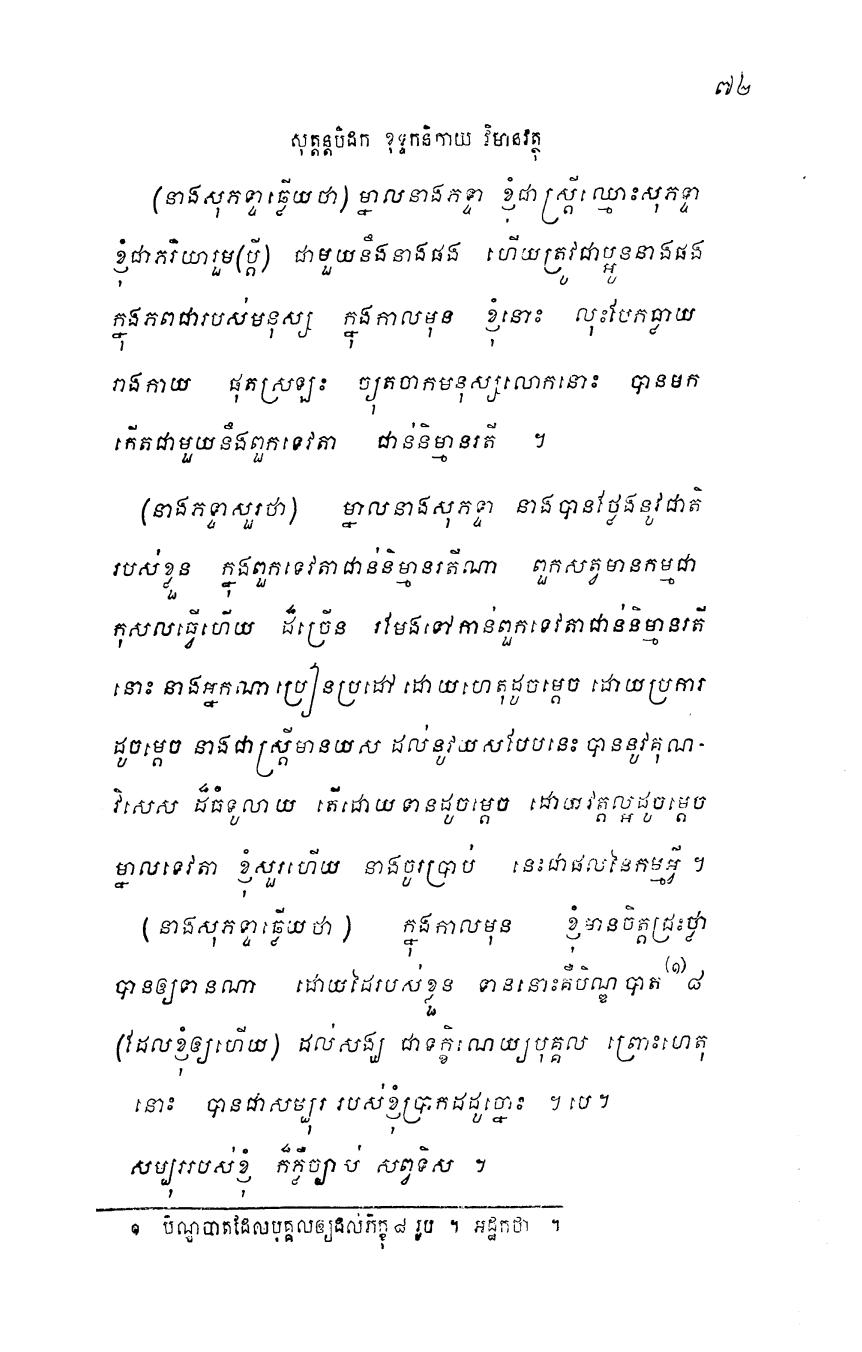 ៧២
សុត្តន្តបិដក ខុទ្ទកនិកាយ វិមានវត្ថុ
(នាងសុភទ្ទាឆ្លើយថា) ម្នាលនាងភទ្ទា ខ្ញុំជាស្ត្រីឈ្មោះសុភទ្ទា
ខ្ញុំជាភរិយារួម(ប្តី) ជាមួយនឹងនាងផង ហើយត្រូវជាប្អូននាងផង
ក្នុងភពជារបស់មនុស្ស ក្នុងកាលមុន ខ្ញុំនោះ លុះបែកធ្លាយ
រាងកាយ ផុតស្រឡះ ច្យុតចាកមនុស្សលោកនោះ បានមក
កើតជាមួយនឹងពួកទេវតា ជាន់និម្មានរតី ។
(នាងភទ្ទាសួរថា) ម្នាលនាងសុភទ្ទា នាងបានថ្លែងនូវជាតិ
របស់ខ្លួន ក្នុងពួកទេវតាជាន់និម្មានរតីណា ពួកសត្វមានកម្មជា
កុសលធ្វើហើយ ដ៏ច្រើន រមែងទៅកាន់ពួកទេវតាជាន់និម្មានរតី
នោះ នាងអ្នកណាប្រៀនប្រដៅ ដោយហេតុដូចម្តេច ដោយប្រការ
ដូចម្តេច នាងជាស្ត្រីមានយស ដល់នូវយសបែបនេះ បាននូវគុណ-
វិសេស ដ៏ធំទូលាយ តើដោយទានដូចម្តេច ដោយវត្តល្អដូចម្តេច
ម្នាលទេវតា ខ្ញុំសួរហើយ នាងចូរប្រាប់ នេះជាផលនៃកម្មអ្វី ។
(នាងសុភទ្ទាឆ្លើយថា) ក្នុងកាលមុន ខ្ញុំមានចិត្តជ្រះថ្លា
បានឲ្យទានណា ដោយដៃរបស់ខ្លួន ទាននោះគឺបិណ្ឌបាត(១) ៨
(ដែលខ្ញុំឲ្យហើយ) ដល់សង្ឃ ជាទក្ខិណេយ្យបុគ្គល ព្រោះហេតុ
នោះ បានជាសម្បុរ របស់ខ្ញុំប្រាកដដូច្នោះ ។ បេ ។
សម្បុររបស់ខ្ញុំ ក៏ភ្លឺច្បាប់ សព្វទិស ។
១ បិណ្ឌបាតដែលបុគ្គលឲ្យដល់ភិក្ខុ ៨ រូប ។ អដ្ឋកថា ។